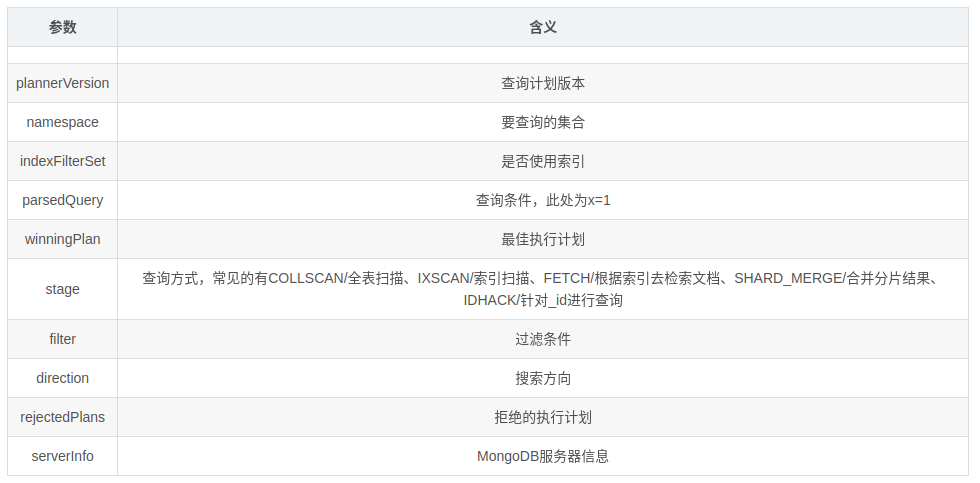 参数 含义
plannerVersion 查询计划版本
namespace 要查询的集合
indexFilterSet 是否使用索引
parsedQuery 查询条件，此处为x=1
winningPlan 最佳执行计划
stage 查询方式，常见的有COLLSCAN/全表扫描、IXSCAN/索引扫描、FETCH/根据索引去检索文档、SHARD_MERGE/合并分片结果、
IDHACK/针对_id进行查询
filter 过滤条件
direction 搜索方向
rejectedPlans 拒绝的执行计划
serverInfo MongoDB服务器信息